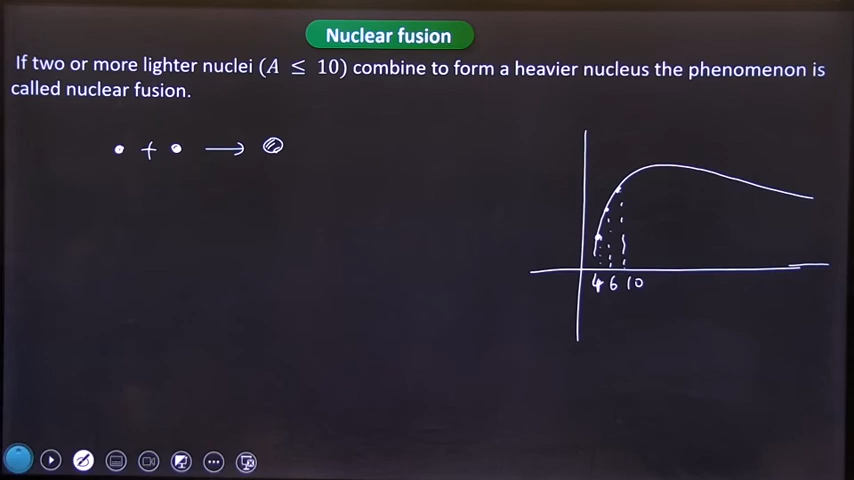 Nuclear fusion
If two or more lighter nuclei (A ≤ 10) combine to form a heavier nucleus the phenomenon is
called nuclear fusion.
+ →
4 6 10